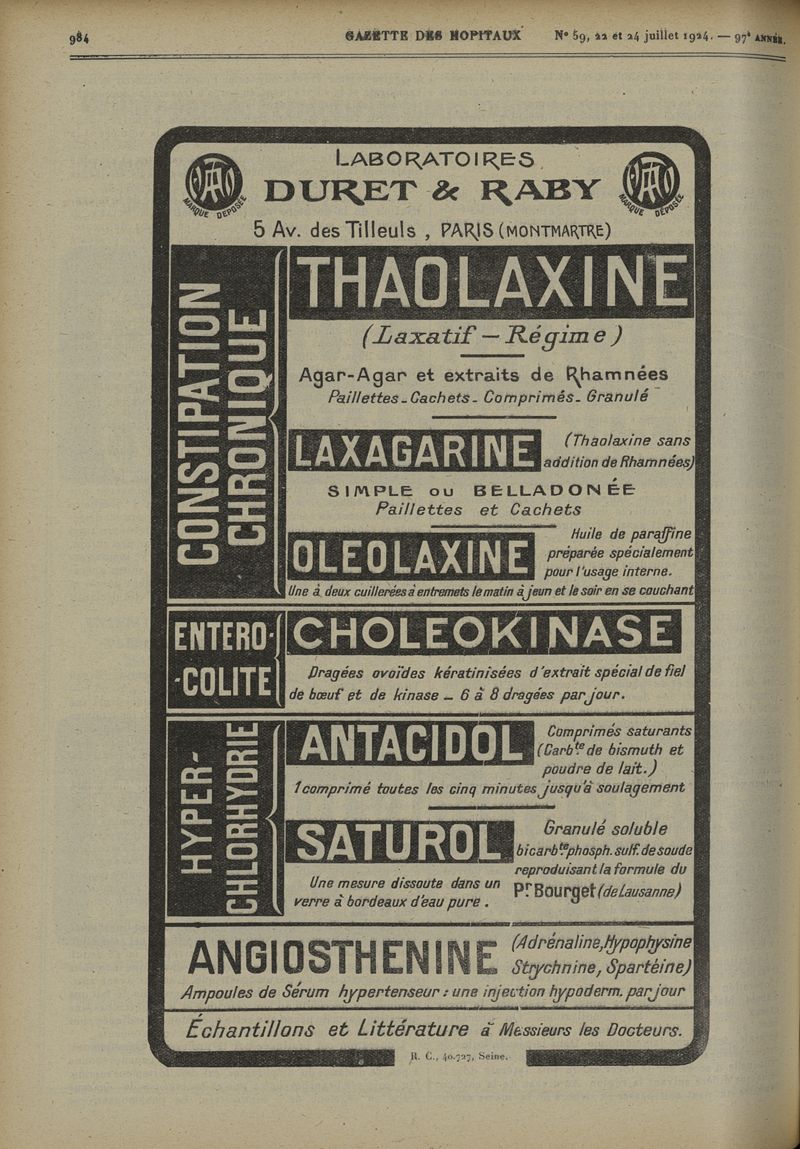 984
GAZETTE DES HOPITAUX
N° 59, 22 et 24 juillet 1924. — 97e ANNÉE.
LABORATOIRES
DURET & RABY
MARQUE DÉPOSÉE
MARQUE DÉPOSÉE
5 Av. des Tilleuls, PARIS (MONTMARTRE)
CONSTIPATION
CHRONIQUE
THAOLAXINE
(Laxatif — Régime)
Agar-Agar et extraits de Rhamnées
Paillettes - Cachets - Comprimés - Granulé
LAXAGARINE
(Thaolaxine sans
addition de Rhamnées)
SIMPLE ou BELLADONÉE
Paillettes et Cachets
OLEOLAXINE
Huile de paraffine
préparée spécialement
pour l'usage interne.
Une à deux cuillerées à entremets le matin à jeun et le soir en se couchant
ENTERO-
-COLITE
CHOLEOKINASE
Dragées ovoïdes kératinisées d'extrait spécial de fiel
de bœuf et de kinase — 6 à 8 dragées par jour.
HYPER-
CHLORHYDRIE
ANTACIDOL
Comprimés saturants
(Carbte de bismuth et
poudre de lait.)
1 comprimé toutes les cinq minutes jusqu'à soulagement
SATUROL
Granulé soluble
bicarbte phosph. sulf. de soude
reproduisant la formule du
Pr Bourget (de Lausanne)
Une mesure dissoute dans un
verre à bordeaux d'eau pure.
ANGIOSTHENINE
(Adrénaline, Hypophysine
Strychnine, Spartéine)
Ampoules de Sérum hypertenseur : une injection hypoderm. par jour
Échantillons et Littérature à Messieurs les Docteurs.
R. C., 40.727, Seine.